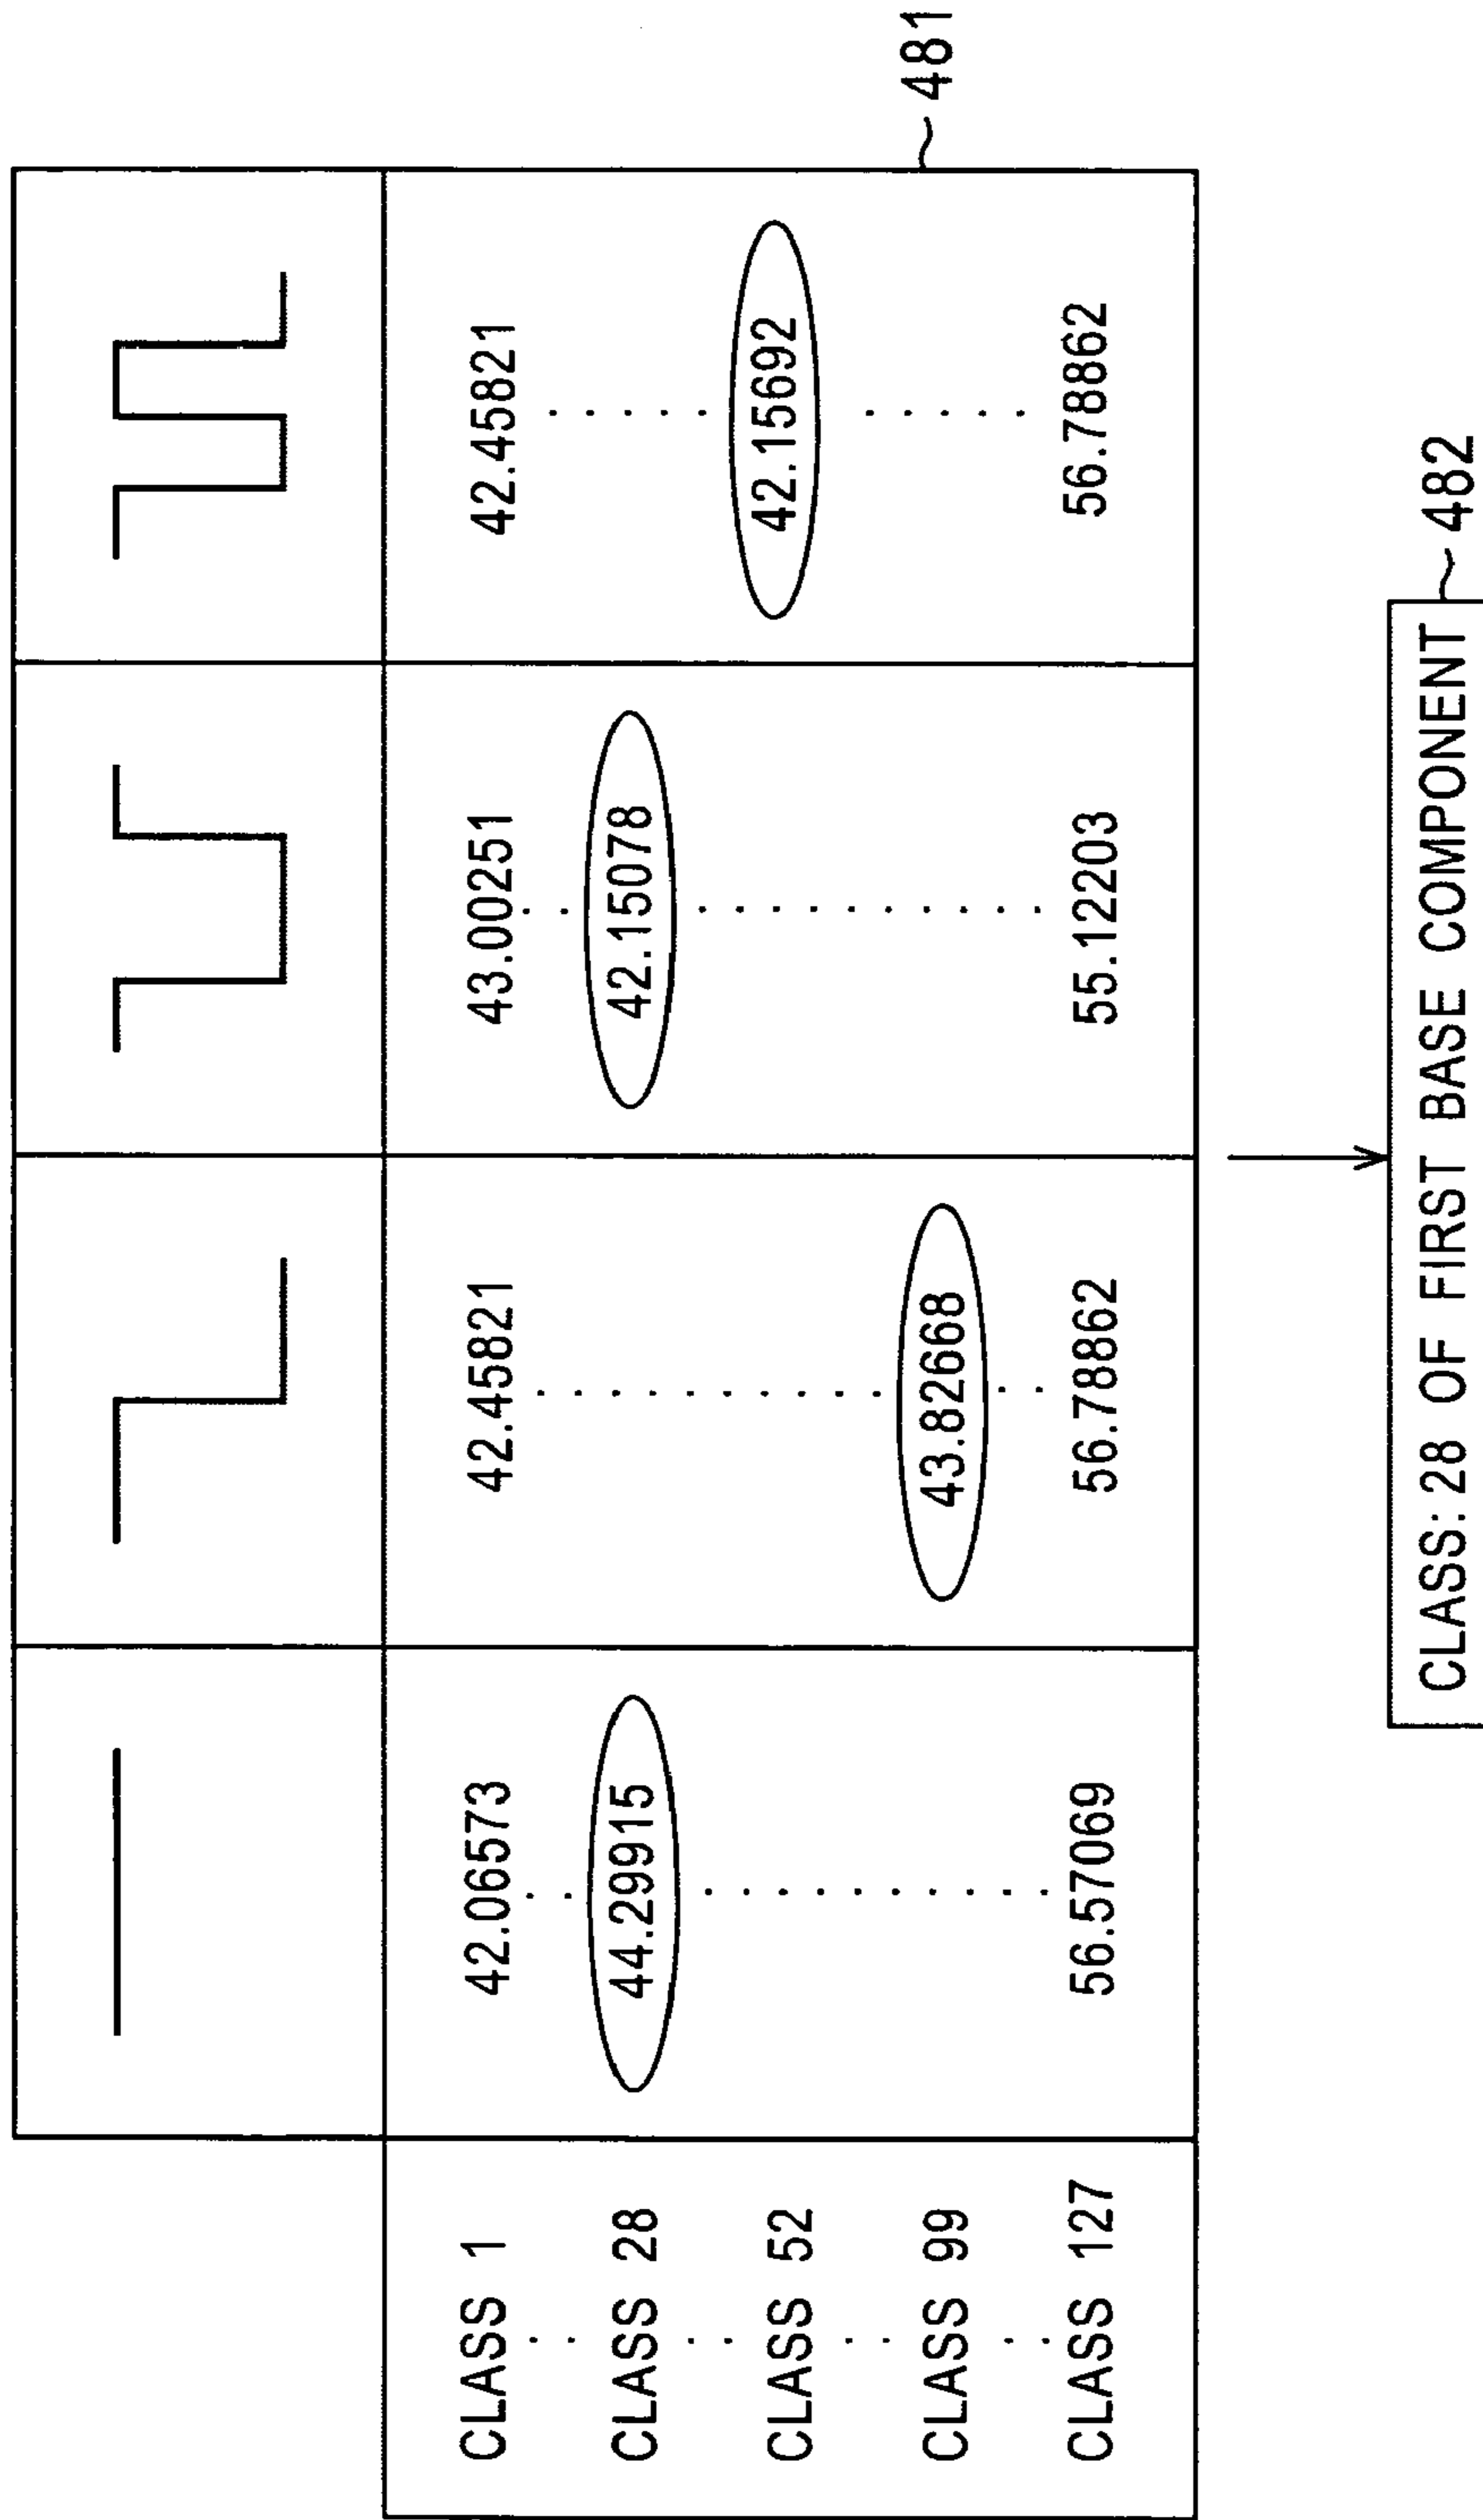 CLASS 1 42.06573 42.45821 43.00251 42.45821
CLASS 28 44.29915 42.15078
CLASS 52 42.15692
CLASS 99 43.82668
CLASS 127 56.57069 56.78862 55.12203 56.78862
481
CLASS:28 OF FIRST BASE COMPONENT
482